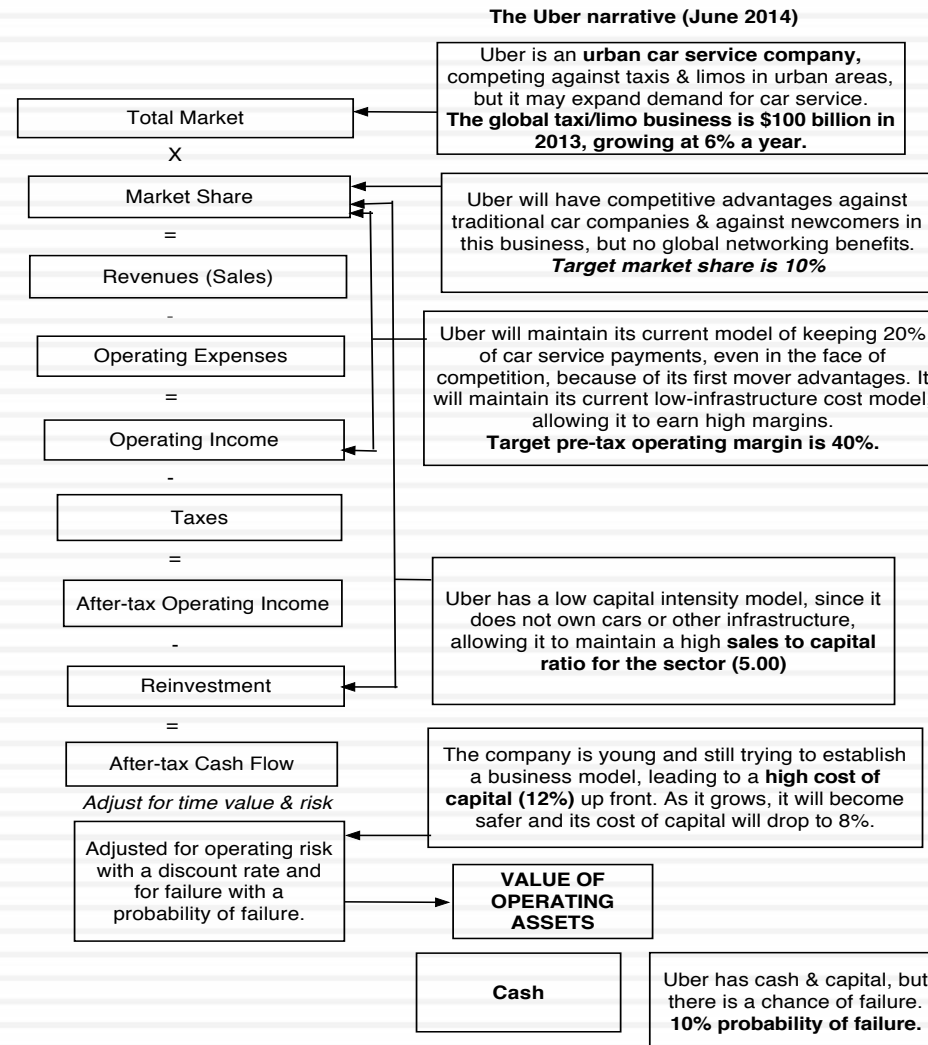 The Uber narrative (June 2014)
Uber is an urban car service company,
competing against taxis & limos in urban areas,
but it may expand demand for car service.
The global taxi/limo business is $100 billion in
2013, growing at 6% a year.
Total Market
X
Market Share
Uber will have competitive advantages against
traditional car companies & against newcomers in
this business, but no global networking benefits.
Target market share is 10%
=
Revenues (Sales)
-
Operating Expenses
Uber will maintain its current model of keeping 20%
of car service payments, even in the face of
competition, because of its first mover advantages. It
will maintain its current low-infrastructure cost model,
allowing it to earn high margins.
Target pre-tax operating margin is 40%.
=
Operating Income
-
Taxes
=
After-tax Operating Income
Uber has a low capital intensity model, since it
does not own cars or other infrastructure,
allowing it to maintain a high sales to capital
ratio for the sector (5.00)
-
Reinvestment
=
After-tax Cash Flow
The company is young and still trying to establish
a business model, leading to a high cost of
capital (12%) up front. As it grows, it will become
safer and its cost of capital will drop to 8%.
Adjust for time value & risk
Adjusted for operating risk
with a discount rate and
for failure with a
probability of failure.
VALUE OF
OPERATING
ASSETS
Cash
Uber has cash & capital, but
there is a chance of failure.
10% probability of failure.